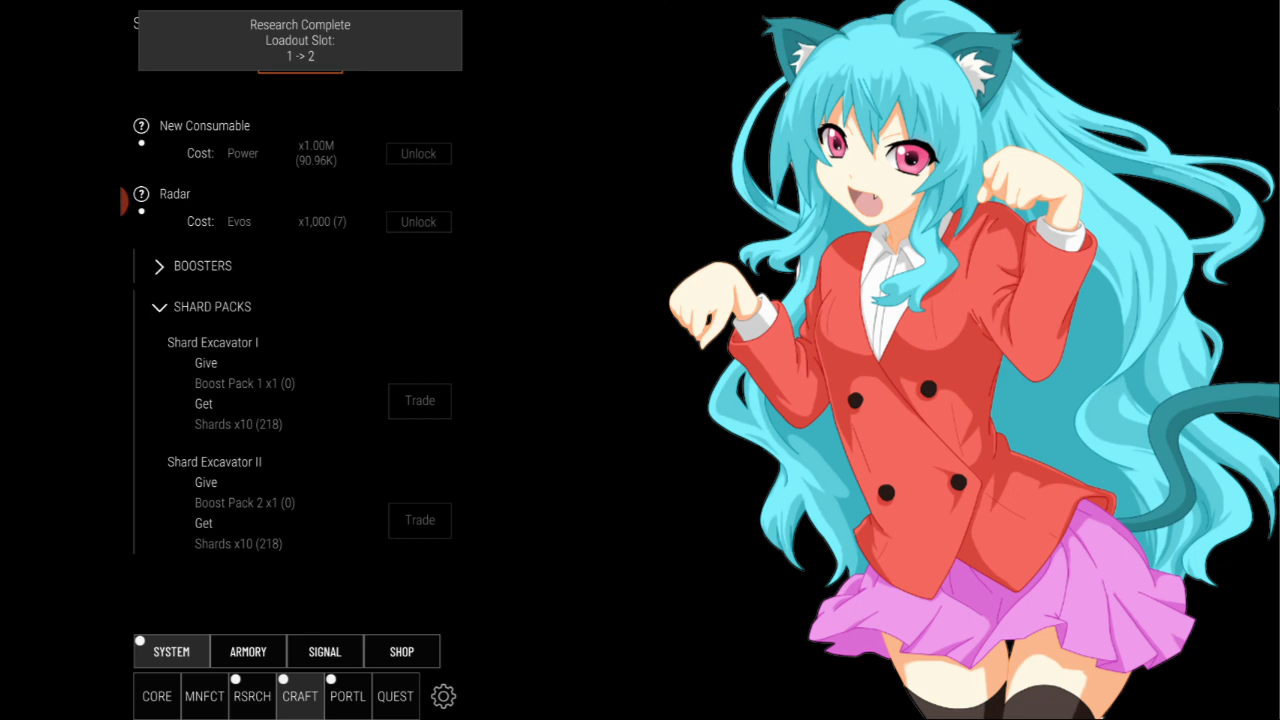 S
Research Complete
Loadout Slot:
1 -> 2
New Consumable
Cost: Power x1.00M (90.96K) Unlock
Radar
Cost: Evos x1,000 (7) Unlock
BOOSTERS
SHARD PACKS
Shard Excavator I
Give
Boost Pack 1 x1 (0)
Get
Trade
Shards x10 (218)
Shard Excavator II
Give
Boost Pack 2 x1 (0)
Get
Trade
Shards x10 (218)
SYSTEM ARMORY SIGNAL SHOP
CORE MNFCT RSRCH CRAFT PORTL QUEST